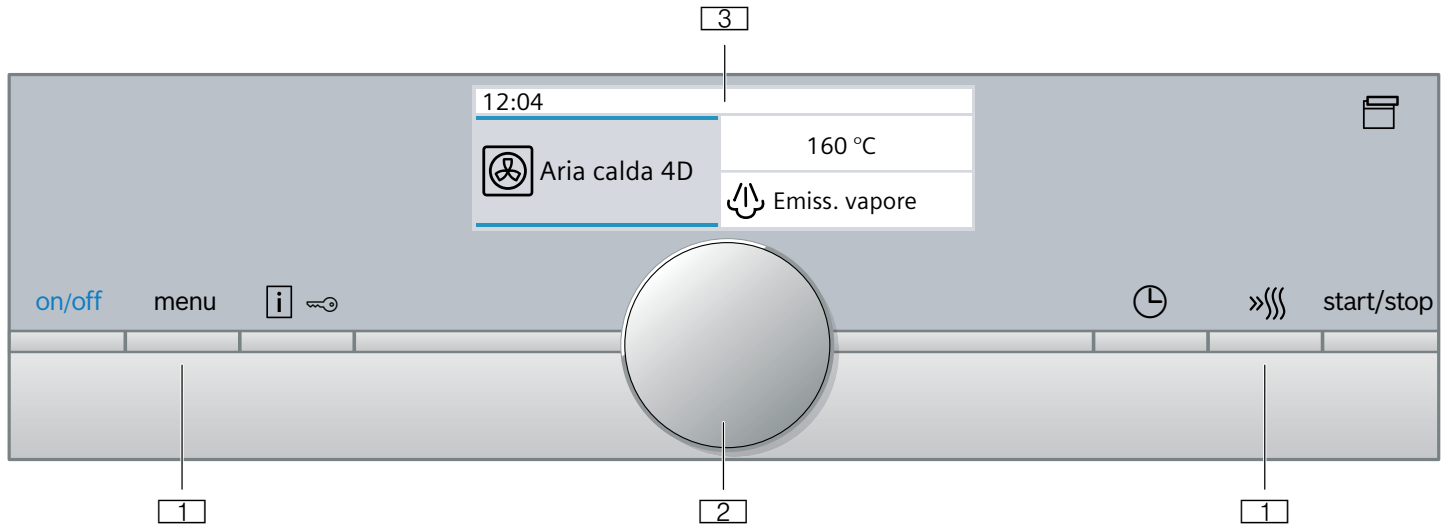 3
12:04
160 °C
Aria calda 4D
Emiss. vapore
on/off menu i start/stop
1 2 1